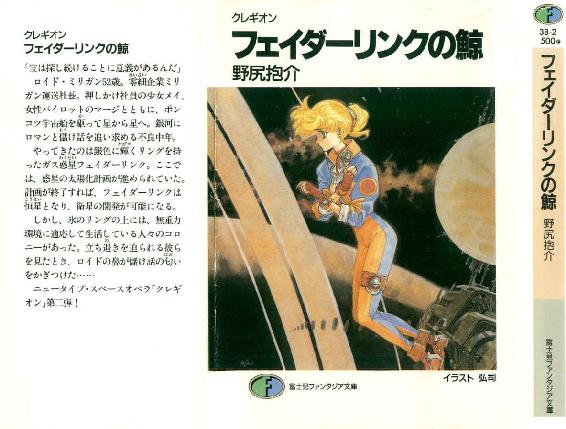 クレギオン
フェイダーリンクの鯨
「宝は探し続けることに意義があるんだ」
ロイド・ミリガン52歳。零細企業ミリ
ガン運送社長。押しかけ社員の少女メイ、
女性パイロットのマージとともに、ポン
コツ宇宙船を駆って星から星へ。銀河に
ロマンと儲け話を追い求める不良中年。
やってきたのは銀色に輝くリングを持
ったガス惑星フェイダーリンク。ここで
は、惑星の太陽化計画が進められていた。
計画が終了すれば、フェイダーリンクは
恒星となり、衛星の開発が可能になる。
しかし、氷のリングの上には、無重力
環境に適応して生活している人々のコロ
ニーがあった。立ち退きを迫られる彼ら
を見たとき、ロイドの鼻が儲け話の匂い
をかぎつけた……
ニュータイプ・スペースオペラ「クレギ
オン」第二弾!
クレギオン
フェイダーリンクの鯨
野尻抱介
イラスト 弘司
F 富士見ファンタジア文庫
F
38-2
500
フェイダーリンクの鯨
野尻抱介
富士見ファンタジア文庫